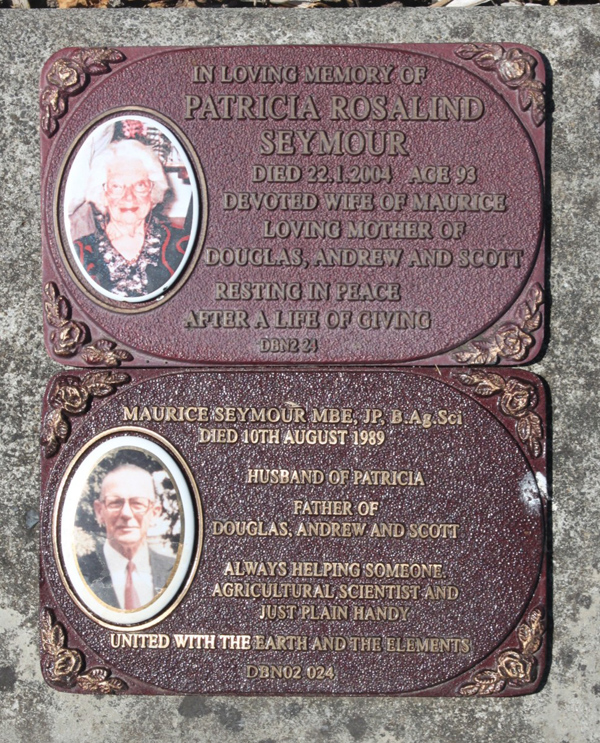 IN LOVING MEMORY OF
PATRICIA ROSALIND
SEYMOUR
DIED 22.1.2004 AGE 93
DEVOTED WIFE OF MAURICE
LOVING MOTHER OF
DOUGLAS, ANDREW AND SCOTT
RESTING IN PEACE
AFTER A LIFE OF GIVING
DBN2 24
MAURICE SEYMOUR MBE, JP, B.Ag.Sci
DIED 10TH AUGUST 1989
HUSBAND OF PATRICIA
FATHER OF
DOUGLAS, ANDREW AND SCOTT
ALWAYS HELPING SOMEONE.
AGRICULTURAL SCIENTIST AND
JUST PLAIN HANDY
UNITED WITH THE EARTH AND THE ELEMENTS
DBN02 024